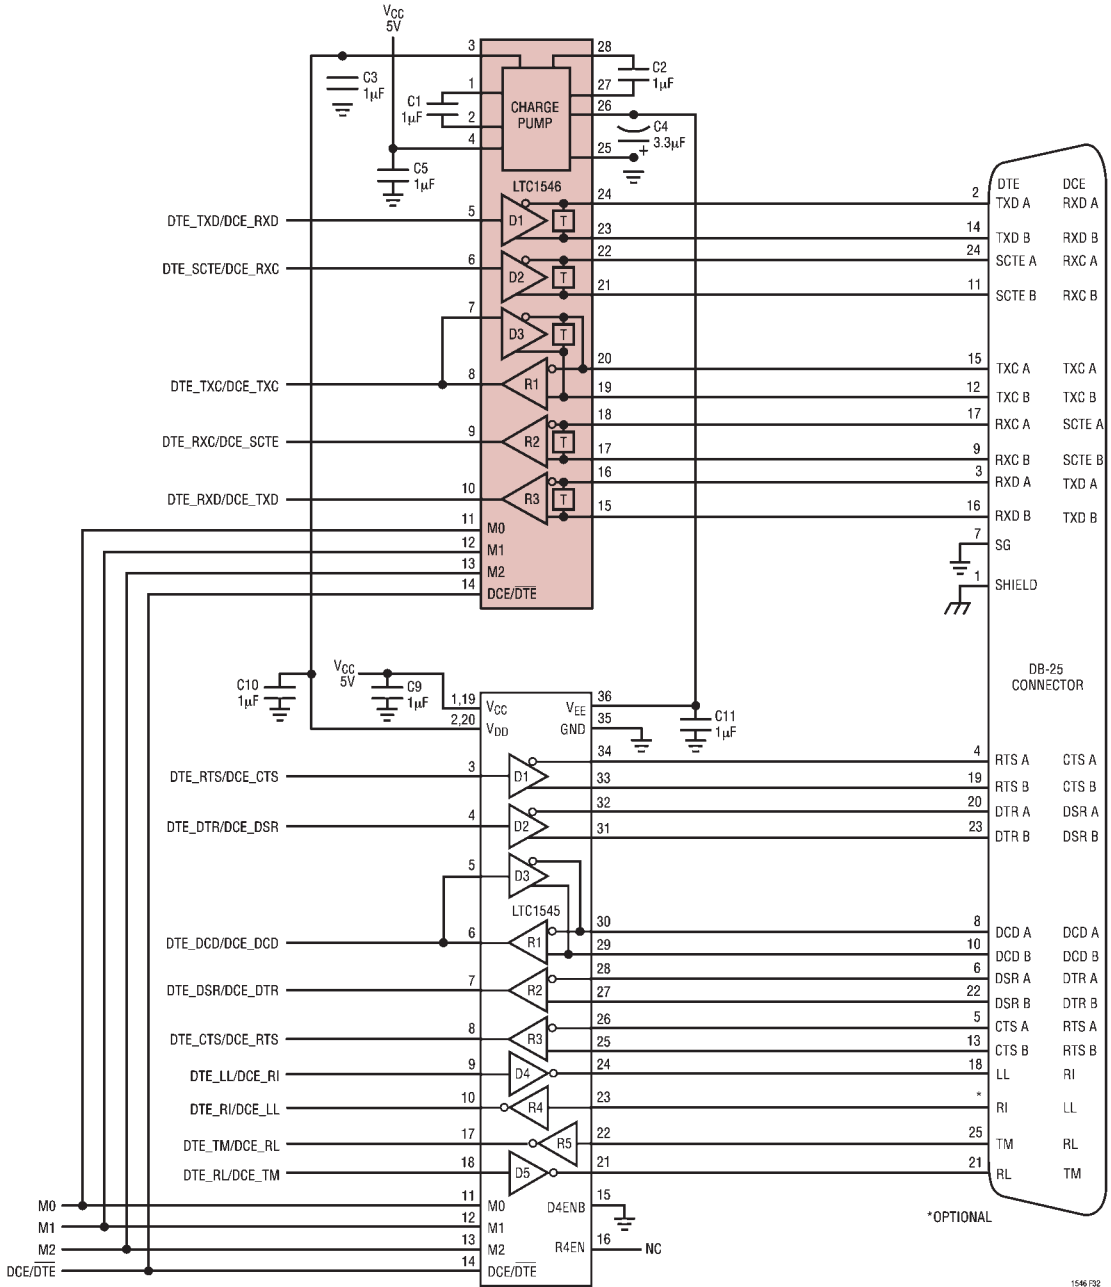 VCC
5V
3
28
C3
1µF
C2
1µF
1
27
C1
1µF
CHARGE
PUMP
26
2
C4
3.3µF
4
25
+
C5
1µF
LTC1546
DTE_TXD/DCE_RXD
5
D1
T
24
23
2
14
DTE DCE
TXD A RXD A
TXD B RXD B
DTE_SCTE/DCE_RXC
6
D2
T
22
21
24
11
SCTE A RXC A
SCTE B RXC B
7
D3
T
DTE_TXC/DCE_TXC
8
R1
20
19
15
12
TXC A TXC A
TXC B TXC B
DTE_RXC/DCE_SCTE
9
R2
T
18
17
17
9
RXC A SCTE A
RXC B SCTE B
DTE_RXD/DCE_TXD
10
R3
T
16
15
3
16
RXD A TXD A
RXD B TXD B
11
M0
12
M1
13
M2
14
DCE/DTE
7
SG
1
SHIELD
DB-25
CONNECTOR
C10
1µF
VCC
5V
C9
1µF
1,19
VCC
2,20
VDD
VEE
36
GND
35
C11
1µF
DTE_RTS/DCE_CTS
3
D1
34
33
4
19
RTS A CTS A
RTS B CTS B
DTE_DTR/DCE_DSR
4
D2
32
31
20
23
DTR A DSR A
DTR B DSR B
5
D3
LTC1545
DTE_DCD/DCE_DCD
6
R1
30
29
8
10
DCD A DCD A
DCD B DCD B
DTE_DSR/DCE_DTR
7
R2
28
27
6
22
DSR A DTR A
DSR B DTR B
DTE_CTS/DCE_RTS
8
R3
26
25
5
13
CTS A RTS A
CTS B RTS B
DTE_LL/DCE_RI
9
D4
24
18
LL RI
DTE_RI/DCE_LL
10
R4
23
*
RI LL
DTE_TM/DCE_RL
17
R5
22
25
TM RL
DTE_RL/DCE_TM
18
D5
21
21
RL TM
M0
11
M0
D4ENB
15
M1
12
M1
M2
13
M2
R4EN
16
NC
DCE/DTE
14
DCE/DTE
*OPTIONAL
1546 F32